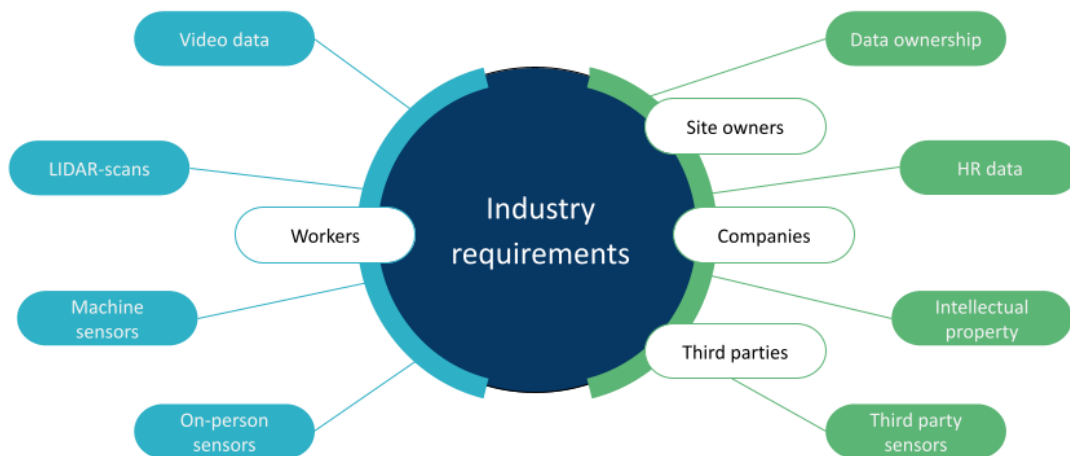 Video data
Data ownership
Site owners
LIDAR-scans
HR data
Industry
requirements
Workers
Companies
Machine
sensors
Intellectual
property
Third parties
On-person
sensors
Third party
sensors